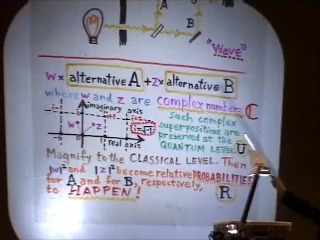 A
B
"Wave"
w × alternative A + z × alternative B
where w and z are complex numbers C
imaginary axis
Such complex
superpositions are
preserved at the
QUANTUM LEVEL U
w
z
real axis
Magnify to the CLASSICAL LEVEL. Then
|w|² and |z|² become relative PROBABILITIES
for A and for B, respectively,
to HAPPEN! R